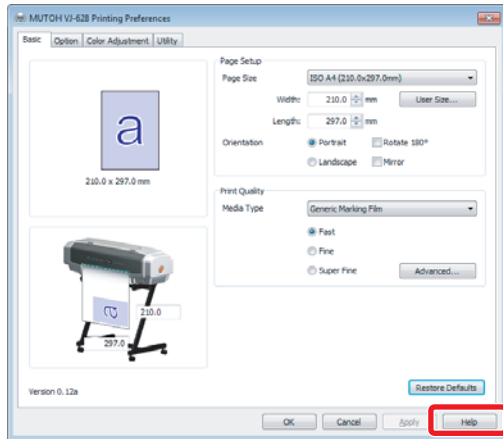 MUTOH VJ-628 Printing Preferences
Basic Option Color Adjustment Utility
a
210.0 x 297.0 mm
Page Setup
Page Size ISO A4 (210.0x297.0mm)
Width: 210.0 mm User Size...
Length: 297.0 mm
Orientation Portrait Rotate 180°
Landscape Mirror
Print Quality
Media Type Generic Marking Film
Fast
Fine
Super Fine Advanced...
a
210.0
297.0
Version 0.12a
Restore Defaults
OK Cancel Apply Help